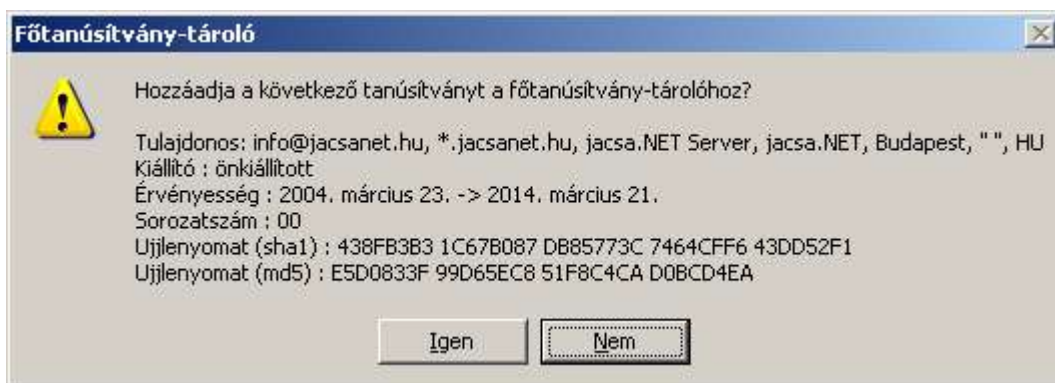 Főtanúsítvány-tároló
Hozzáadja a következő tanúsítványt a főtanúsítvány-tárolóhoz?
Tulajdonos: info@jacsanet.hu, *.jacsanet.hu, jacsa.NET Server, jacsa.NET, Budapest, " ", HU
Kiállító : önkiállított
Érvényesség : 2004. március 23. -> 2014. március 21.
Sorozatszám : 00
Ujjlenyomat (sha1) : 438FB3B3 1C67B087 DB85773C 7464CFF6 43DD52F1
Ujjlenyomat (md5) : E5D0833F 99D65EC8 51F8C4CA D0BCD4EA
Igen Nem